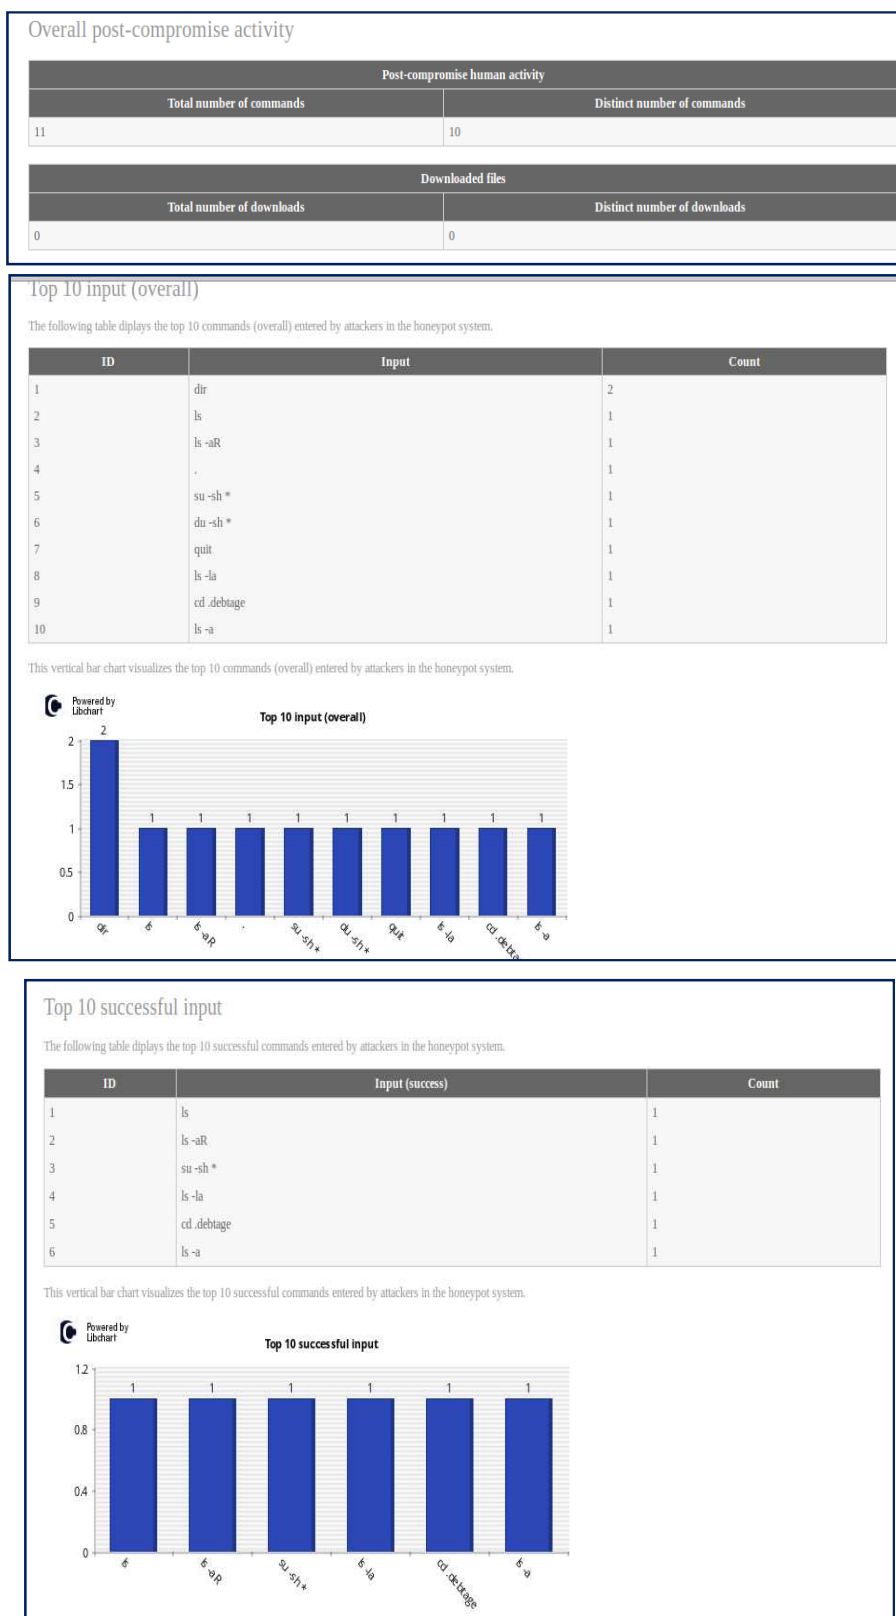 Overall post-compromise activity
Post-compromise human activity
Total number of commands Distinct number of commands
11 10
Downloaded files
Total number of downloads Distinct number of downloads
0 0
Top 10 input (overall)
The following table diplays the top 10 commands (overall) entered by attackers in the honeypot system.
ID Input Count
1 dir 2
2 ls 1
3 ls -aR 1
4 . 1
5 su -sh * 1
6 du -sh * 1
7 quit 1
8 ls -la 1
9 cd .debtage 1
10 ls -a 1
This vertical bar chart visualizes the top 10 commands (overall) entered by attackers in the honeypot system.
Powered by
Libchart
Top 10 input (overall)
2
2 1.5 1 0.5 0
1 1 1 1 1 1 1 1 1
dir ls ls -aR . su -sh * du -sh * quit ls -la cd .debta ls -a
Top 10 successful input
The following table diplays the top 10 successful commands entered by attackers in the honeypot system.
ID Input (success) Count
1 ls 1
2 ls -aR 1
3 su -sh * 1
4 ls -la 1
5 cd .debtage 1
6 ls -a 1
This vertical bar chart visualizes the top 10 successful commands entered by attackers in the honeypot system.
Powered by
Libchart
Top 10 successful input
1.2 0.8 0.4 0
1 1 1 1 1 1
ls ls -aR su -sh * ls -la cd .debtage ls -a